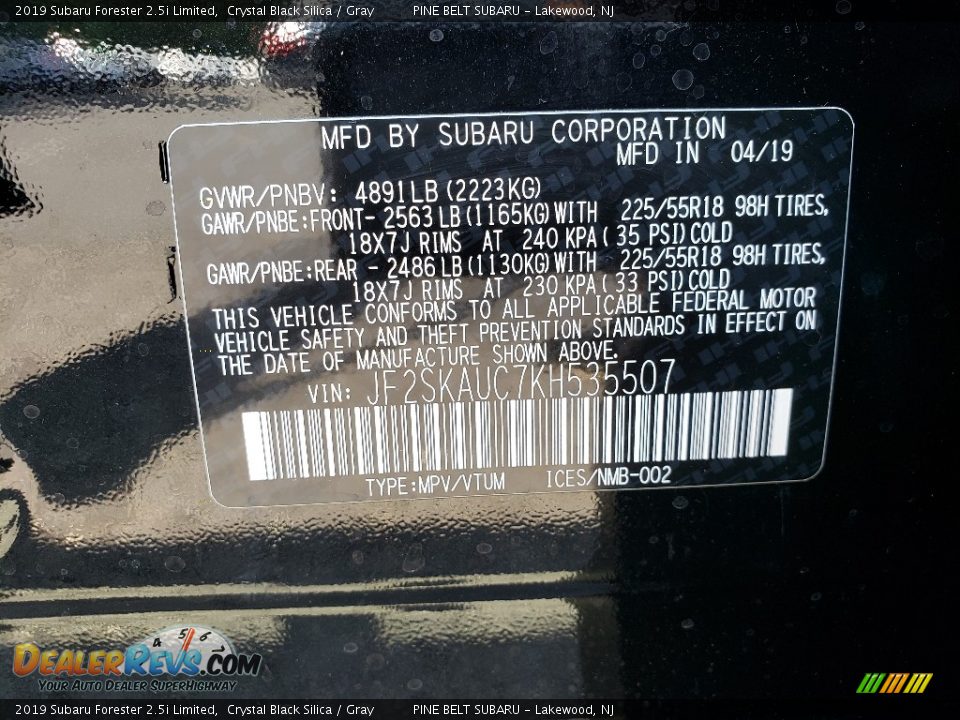 2019 Subaru Forester 2.5i Limited, Crystal Black Silica / Gray PINE BELT SUBARU - Lakewood, NJ
MFD BY SUBARU CORPORATION
MFD IN 04/19
GVWR/PNBV: 4891LB(2223KG)
GAWR/PNBE:FRONT- 2563LB(1165KG)WITH 225/55R18 98H TIRES,
18X7J RIMS AT 240 KPA( 35 PSI)COLD
GAWR/PNBE:REAR - 2486LB(1130KG)WITH 225/55R18 98H TIRES,
18X7J RIMS AT 230 KPA( 33 PSI)COLD
THIS VEHICLE CONFORMS TO ALL APPLICABLE FEDERAL MOTOR
VEHICLE SAFETY AND THEFT PREVENTION STANDARDS IN EFFECT ON
THE DATE OF MANUFACTURE SHOWN ABOVE.
VIN: JF2SKAUC7KH535507
TYPE:MPV/VTUM ICES/NMB-002
4 5 6
DEALERREVS.COM
YOUR AUTO DEALER SUPERHIGHWAY
2019 Subaru Forester 2.5i Limited, Crystal Black Silica / Gray PINE BELT SUBARU - Lakewood, NJ